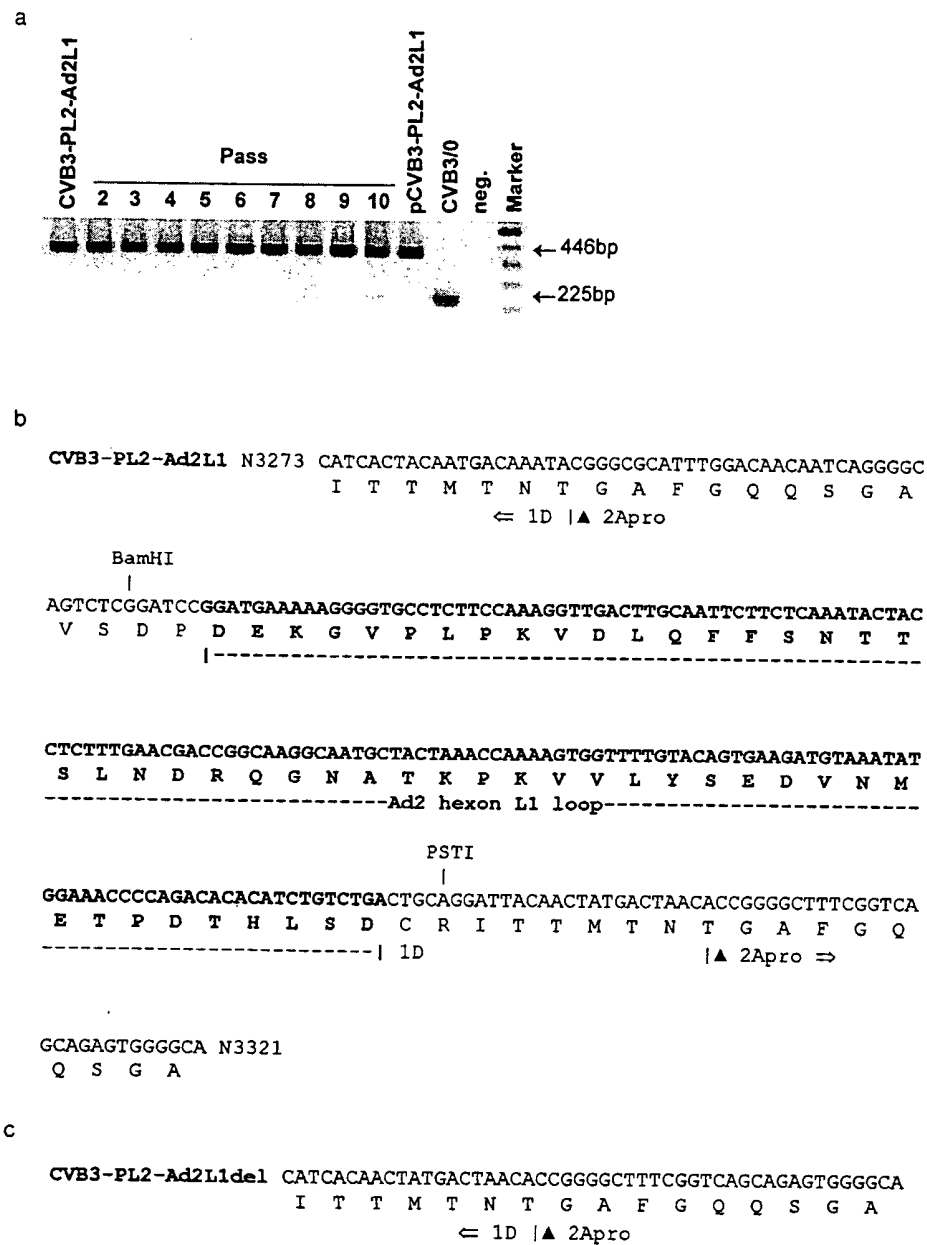 a
CVB3-PL2-Ad2L1
Pass
2 3 4 5 6 7 8 9 10
pCVB3-PL2-Ad2L1
CVB3/0
neg.
Marker
←446bp
←225bp
b
CVB3-PL2-Ad2L1 N3273 CATCACTACAATGACAAATACGGGCGCATTTGGACAACAATCAGGGGC
I T T M T N T G A F G Q Q S G A
⇐ 1D |▲ 2Apro
BamHI
|
AGTCTCGGATCCGGATGAAAAAGGGGTGCCTCTTCCAAAGGTTGACTTGCAATTCTTCTCAAATACTAC
V S D P D E K G V P L P K V D L Q F F S N T T
|------------------------------------------------------------
CTCTTTGAACGACCGGCAAGGCAATGCTACTAAACCAAAAGTGGTTTTGTACAGTGAAGATGTAAATAT
S L N D R Q G N A T K P K V V L Y S E D V N M
---------------------------Ad2 hexon L1 loop-------------------------
PSTI
|
GGAAACCCCAGACACACATCTGTCTGACTGCAGGATTACAACTATGACTAACACCGGGGCTTTCGGTCA
E T P D T H L S D C R I T T M T N T G A F G Q
--------------------------| 1D |▲ 2Apro ⇒
GCAGAGTGGGGCA N3321
Q S G A
c
CVB3-PL2-Ad2L1del CATCACAACTATGACTAACACCGGGGCTTTCGGTCAGCAGAGTGGGGCA
I T T M T N T G A F G Q Q S G A
⇐ 1D |▲ 2Apro